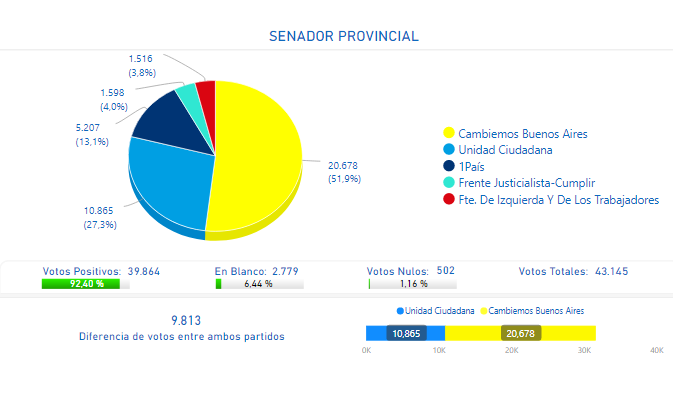 SENADOR PROVINCIAL
1.516
(3,8%)
1.598
(4,0%)
5.207
(13,1%)
10.865
(27,3%)
20.678
(51,9%)
Cambiemos Buenos Aires
Unidad Ciudadana
1País
Frente Justicialista-Cumplir
Fte. De Izquierda Y De Los Trabajadores
Votos Positivos: 39.864
92,40 %
En Blanco: 2.779
6,44 %
Votos Nulos: 502
1,16 %
Votos Totales: 43.145
9.813
Diferencia de votos entre ambos partidos
Unidad Ciudadana Cambiemos Buenos Aires
10,865 20,678
0K 10K 20K 30K 40K